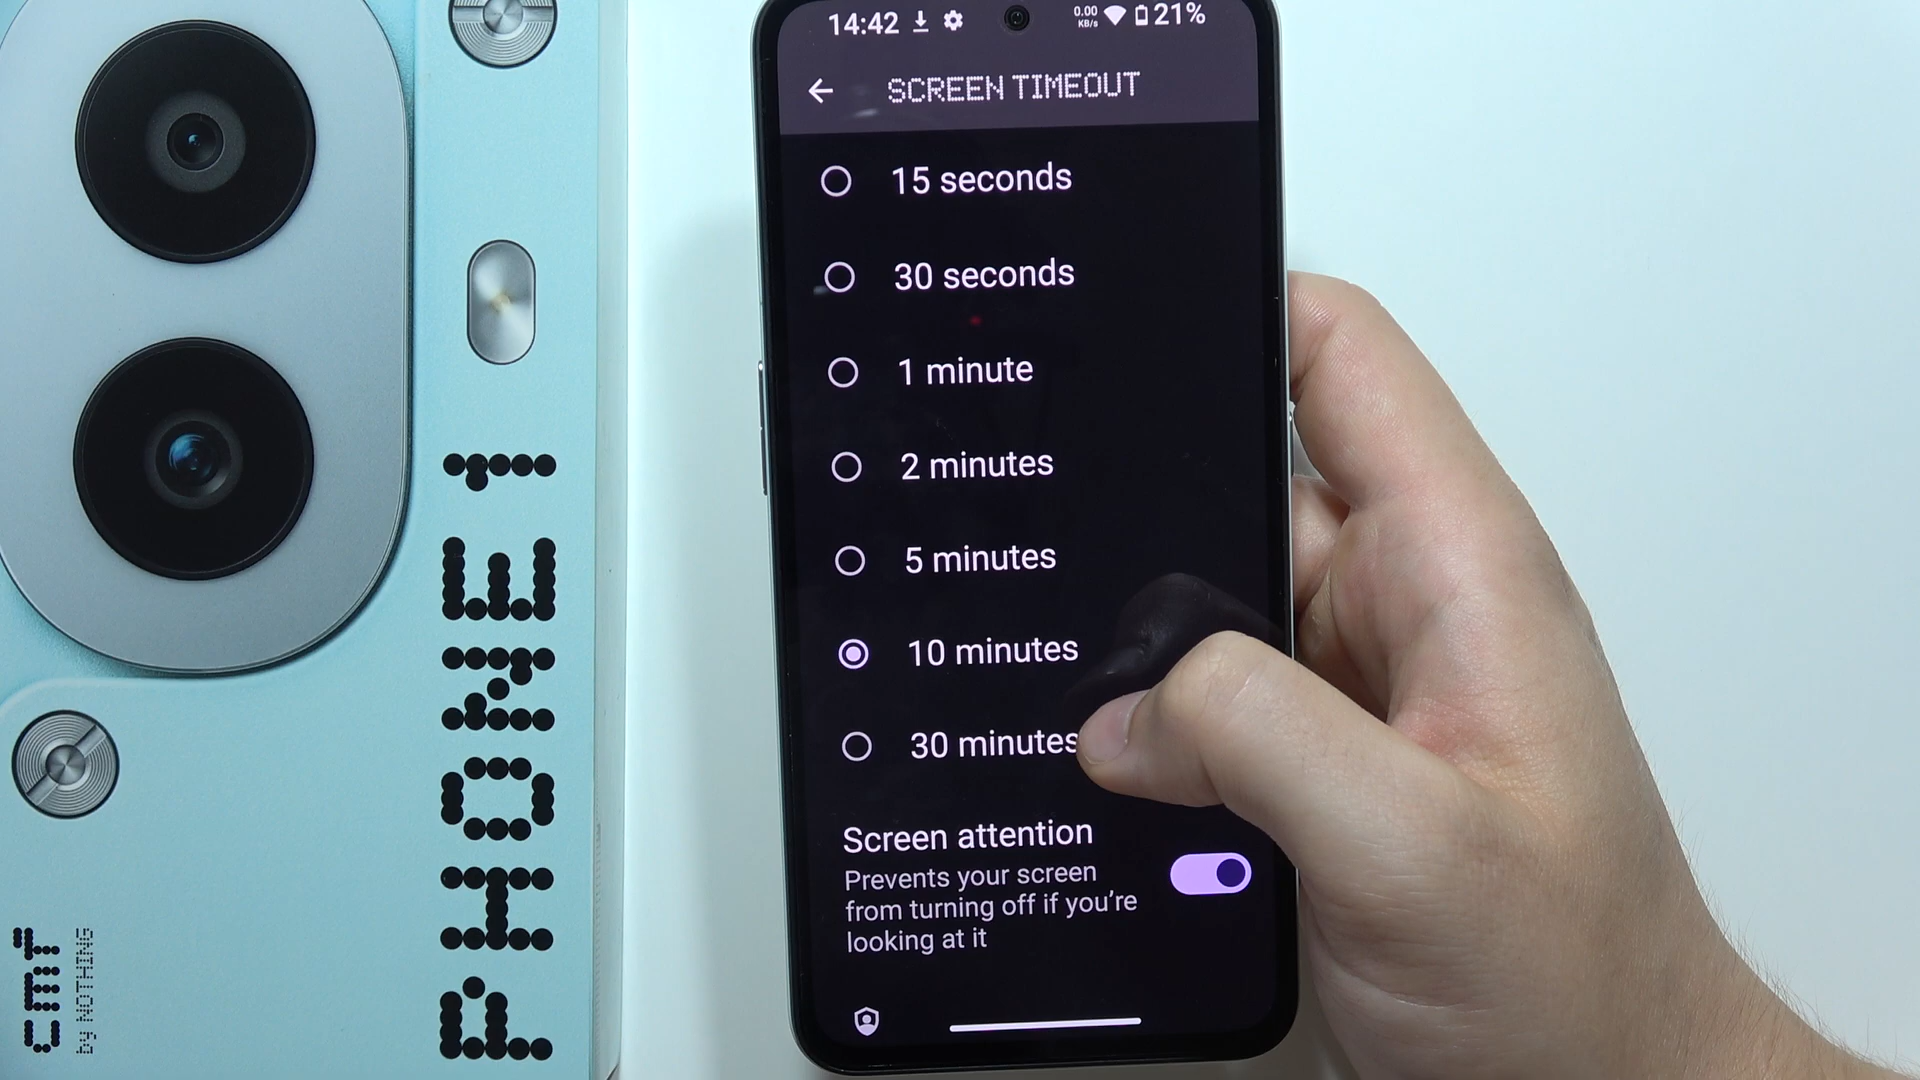 14:42
0.00
KB/s
21%
SCREEN TIMEOUT
15 seconds
30 seconds
1 minute
2 minutes
5 minutes
10 minutes
30 minutes
Screen attention
Prevents your screen
from turning off if you're
looking at it
PHONE 1
cmf
by NOTHING